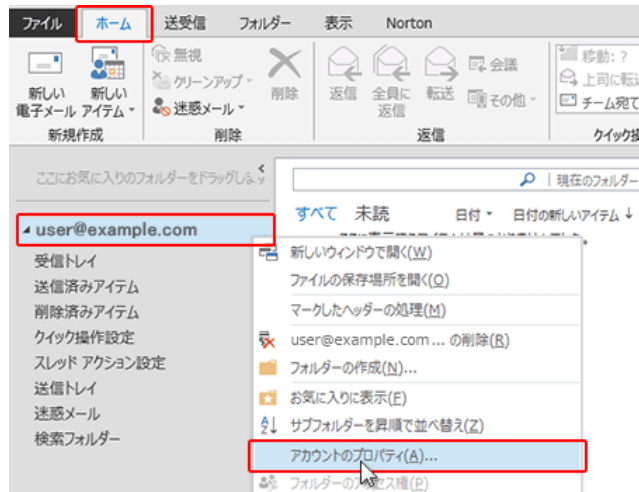 ファイル ホーム 送受信 フォルダー 表示 Norton
新しい 電子メール
新しい アイテム
無視
クリーンアップ
迷惑メール
削除
返信
全員に 返信
転送
会議
その他
移動: ?
上司に転送
チーム宛て
新規作成 削除 返信 クイック操
ここにお気に入りのフォルダーをドラッグしま
現在のフォルダー
すべて 未読 日付 日付の新しいアイテム ↓
user@example.com
受信トレイ
送信済みアイテム
削除済みアイテム
クイック操作設定
スレッド アクション設定
送信トレイ
迷惑メール
検索フォルダー
新しいウィンドウで開く(W)
ファイルの保存場所を開く(O)
マークしたヘッダーの処理(M)
user@example.com... の削除(R)
フォルダーの作成(N)...
お気に入りに表示(F)
サブフォルダーを昇順で並べ替え(Z)
アカウントのプロパティ(A)...
フォルダーのアクセス権(P)